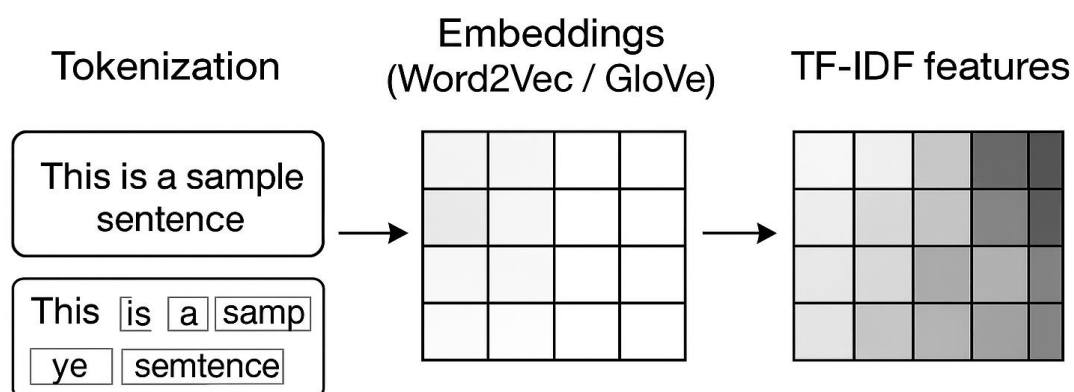 Tokenization
This is a sample
sentence
This is a samp
ye semtence
Embeddings
(Word2Vec / GloVe)
TF-IDF features